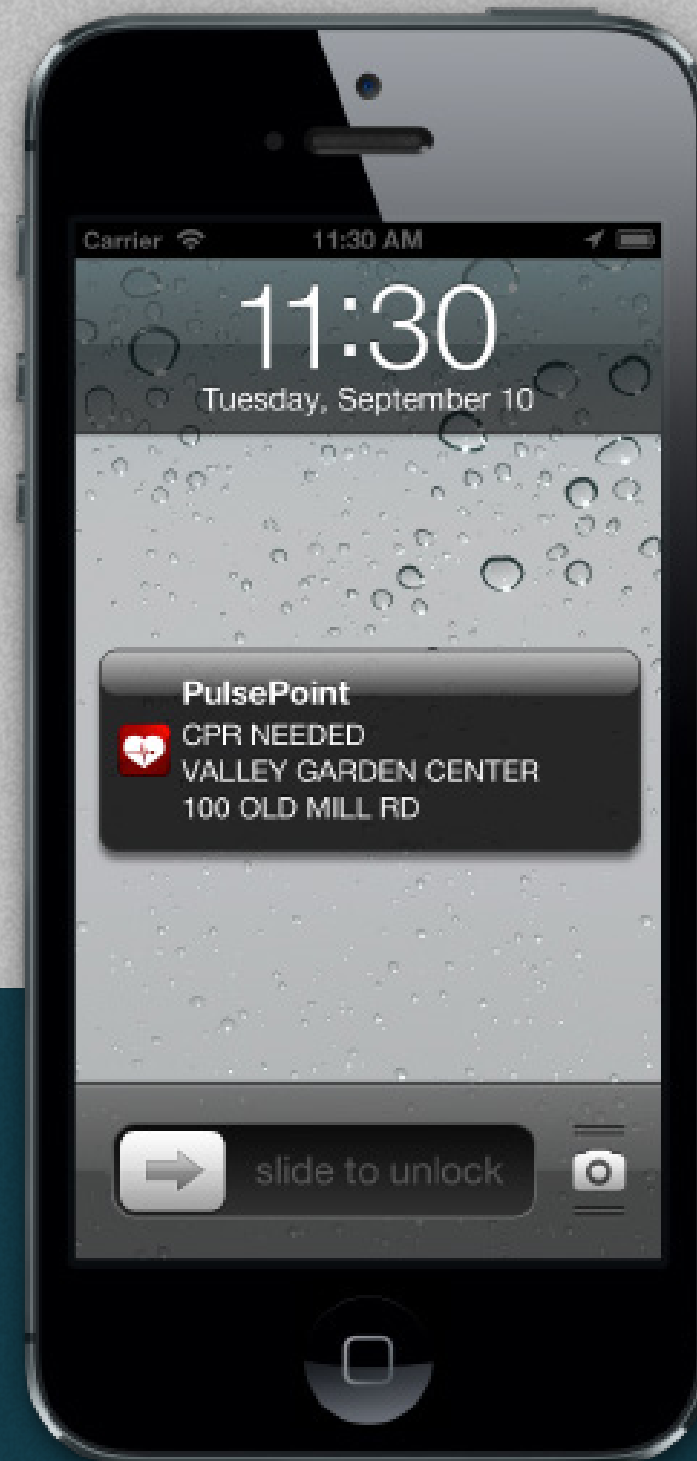 Carrier 11:30 AM
11:30
Tuesday, September 10
PulsePoint
CPR NEEDED
VALLEY GARDEN CENTER
100 OLD MILL RD
slide to unlock